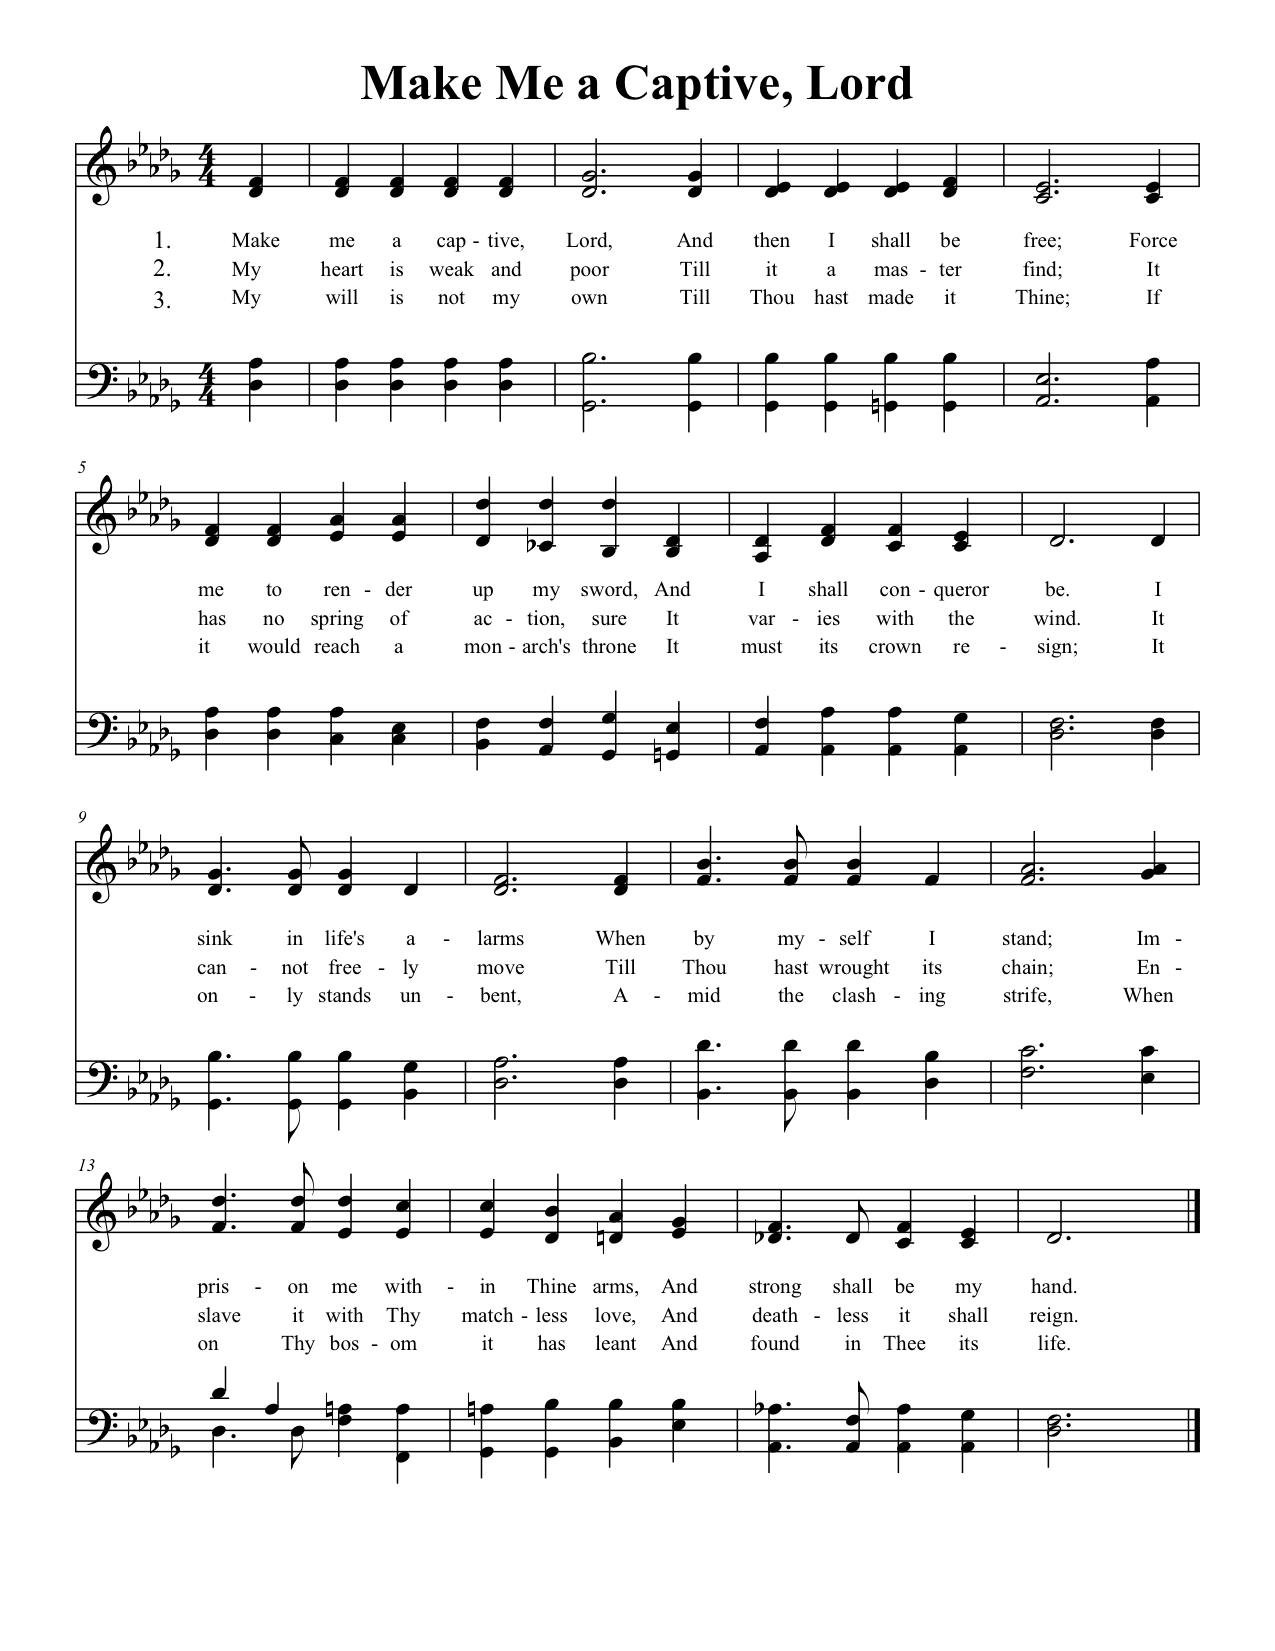 Make Me a Captive, Lord
4 4
1. Make me a cap - tive, Lord, And then I shall be free; Force
2. My heart is weak and poor Till it a mas - ter find; It
3. My will is not my own Till Thou hast made it Thine; If
4 4
5
me to ren - der up my sword, And I shall con - queror be. I
has no spring of ac - tion, sure It var - ies with the wind. It
it would reach a mon - arch's throne It must its crown re - sign; It
9
sink in life's a - larms When by my - self I stand; Im -
can - not free - ly move Till Thou hast wrought its chain; En -
on - ly stands un - bent, A - mid the clash - ing strife, When
13
pris - on me with - in Thine arms, And strong shall be my hand.
slave it with Thy match - less love, And death - less it shall reign.
on Thy bos - om it has leant And found in Thee its life.